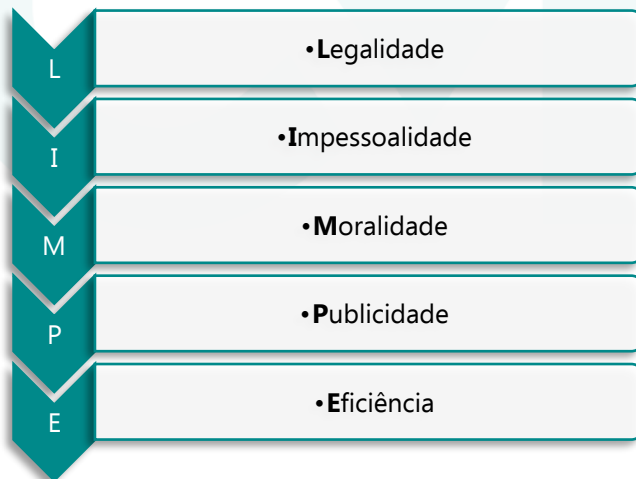 L
•Legalidade
I
•Impessoalidade
M
•Moralidade
P
•Publicidade
E
•Eficiência